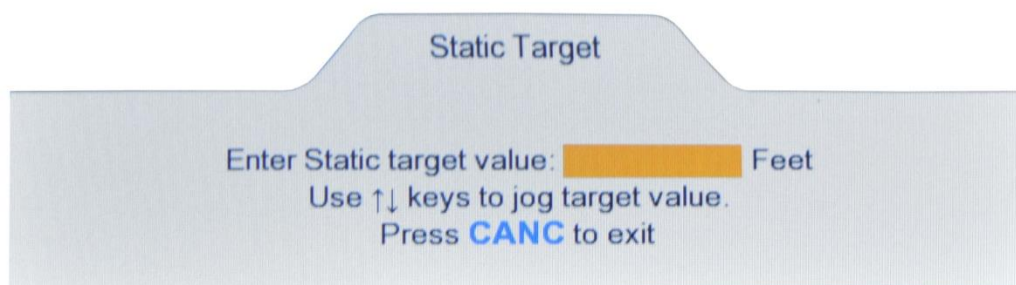 Static Target
Enter Static target value: Feet
Use ↑↓ keys to jog target value.
Press CANC to exit